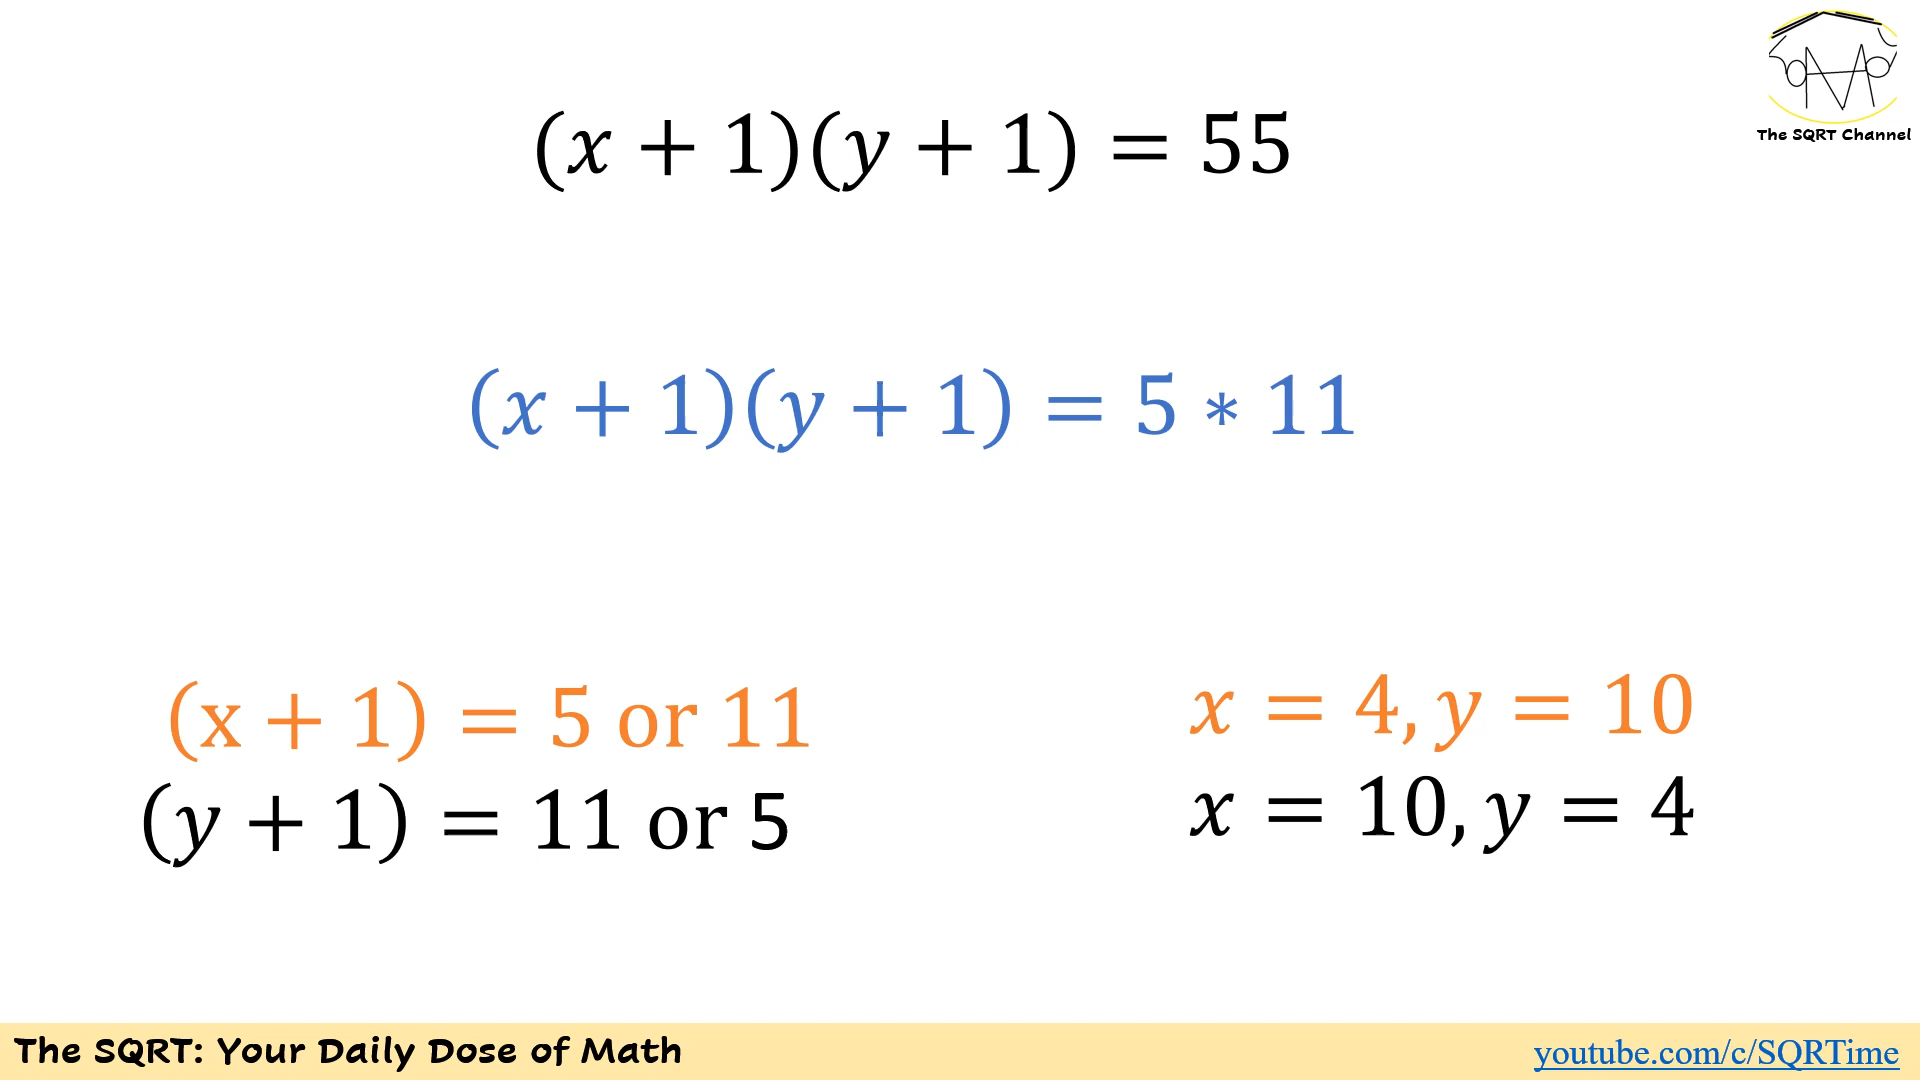 The SQRT Channel
(x + 1)(y + 1) = 55
(x + 1)(y + 1) = 5 * 11
(x + 1) = 5 or 11
(y + 1) = 11 or 5
x = 4, y = 10
x = 10, y = 4
The SQRT: Your Daily Dose of Math
youtube.com/c/SQRTime